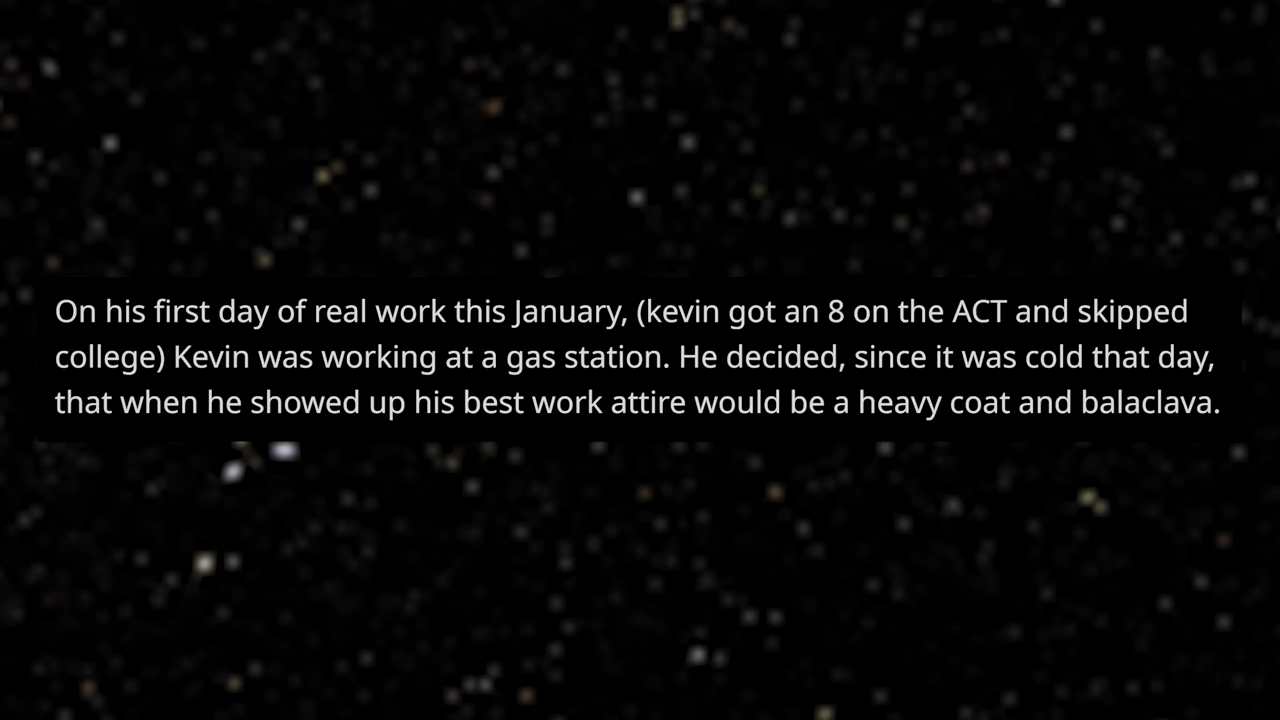 On his first day of real work this January, (kevin got an 8 on the ACT and skipped
college) Kevin was working at a gas station. He decided, since it was cold that day,
that when he showed up his best work attire would be a heavy coat and balaclava.